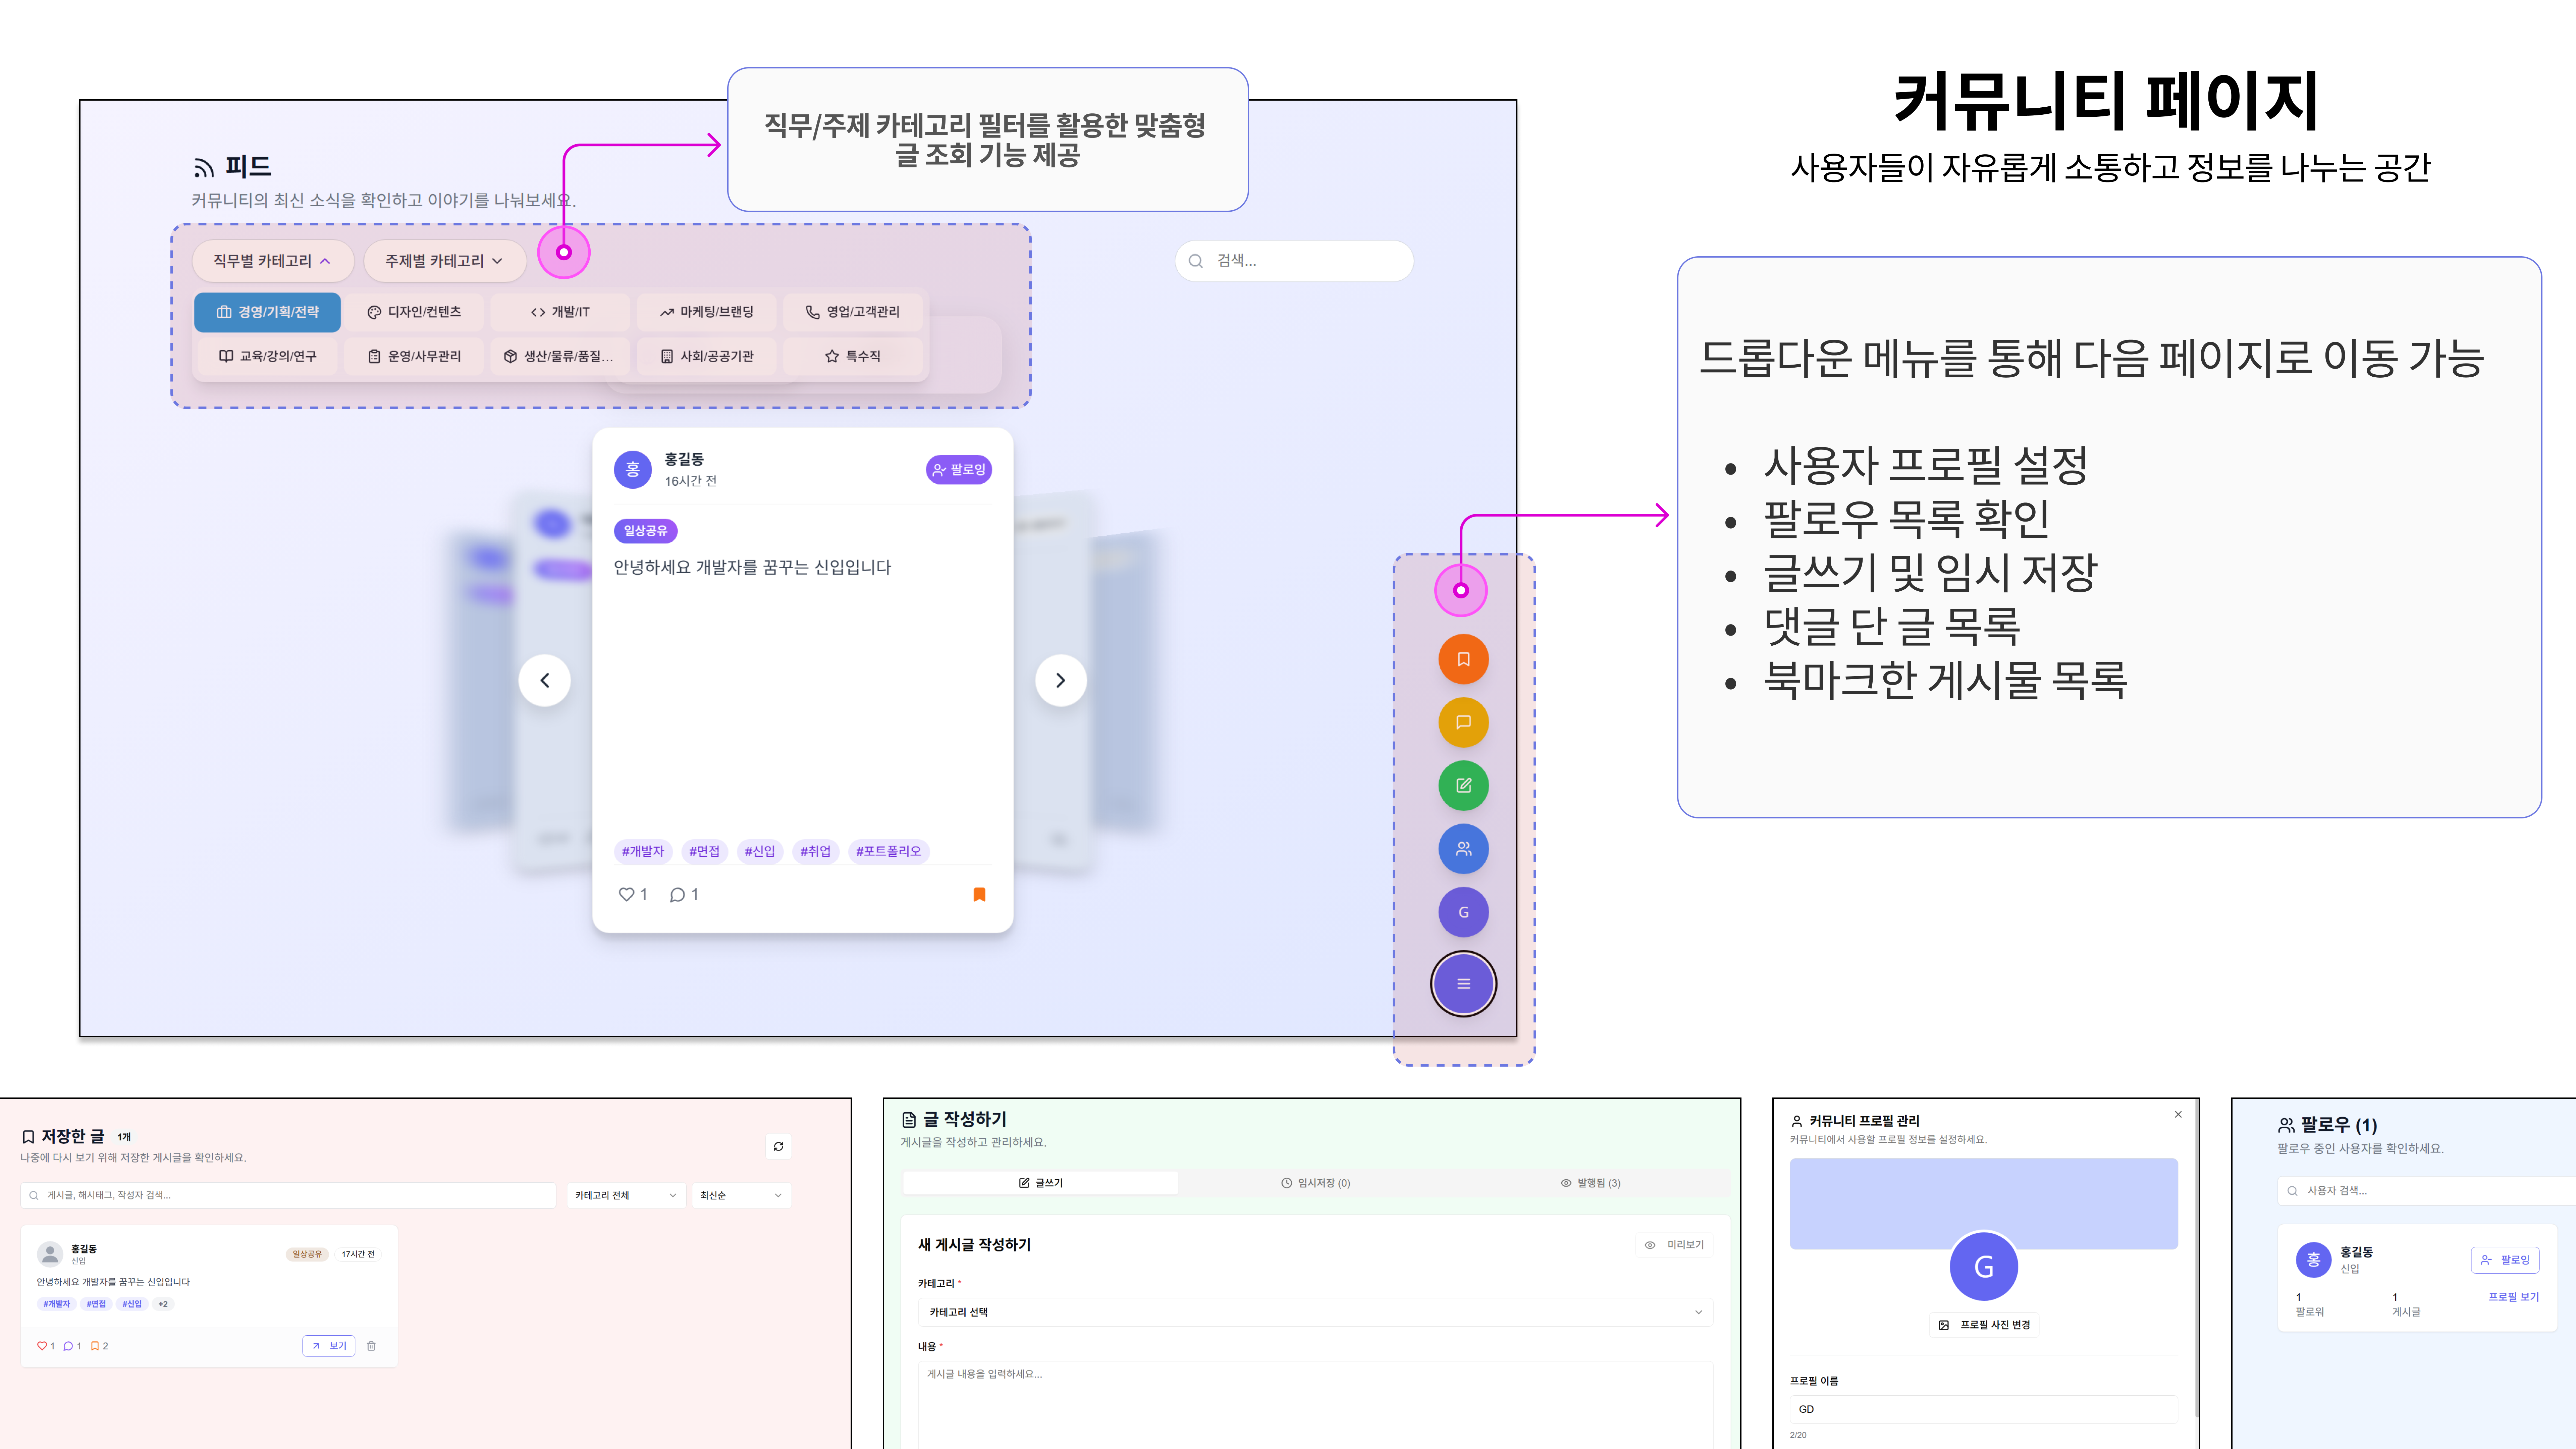 커뮤니티 페이지
사용자들이 자유롭게 소통하고 정보를 나누는 공간
직무/주제 카테고리 필터를 활용한 맞춤형
글 조회 기능 제공
피드
커뮤니티의 최신 소식을 확인하고 이야기를 나눠보세요.
직무별 카테고리
주제별 카테고리
검색...
경영/기획/전략
디자인/컨텐츠
개발/IT
마케팅/브랜딩
영업/고객관리
교육/강의/연구
운영/사무관리
생산/물류/품질...
사회/공공기관
특수직
홍
홍길동
16시간 전
팔로잉
일상공유
안녕하세요 개발자를 꿈꾸는 신입입니다
#개발자 #면접 #신입 #취업 #포트폴리오
1 1
G
드롭다운 메뉴를 통해 다음 페이지로 이동 가능
• 사용자 프로필 설정
• 팔로우 목록 확인
• 글쓰기 및 임시 저장
• 댓글 단 글 목록
• 북마크한 게시물 목록
저장한 글 1개
나중에 다시 보기 위해 저장한 게시글을 확인하세요.
게시글, 해시태그, 작성자 검색...
카테고리 전체
최신순
홍길동
신입
일상공유
17시간 전
안녕하세요 개발자를 꿈꾸는 신입입니다
#개발자 #면접 #신입 +2
1 1 2
보기
글 작성하기
게시글을 작성하고 관리하세요.
글쓰기
임시저장 (0)
발행됨 (3)
새 게시글 작성하기
미리보기
카테고리 *
카테고리 선택
내용 *
게시글 내용을 입력하세요...
커뮤니티 프로필 관리
커뮤니티에서 사용할 프로필 정보를 설정하세요.
G
프로필 사진 변경
프로필 이름
GD
2/20
팔로우 (1)
팔로우 중인 사용자를 확인하세요.
사용자 검색...
홍
홍길동
신입
팔로잉
1
팔로워
1
게시글
프로필 보기